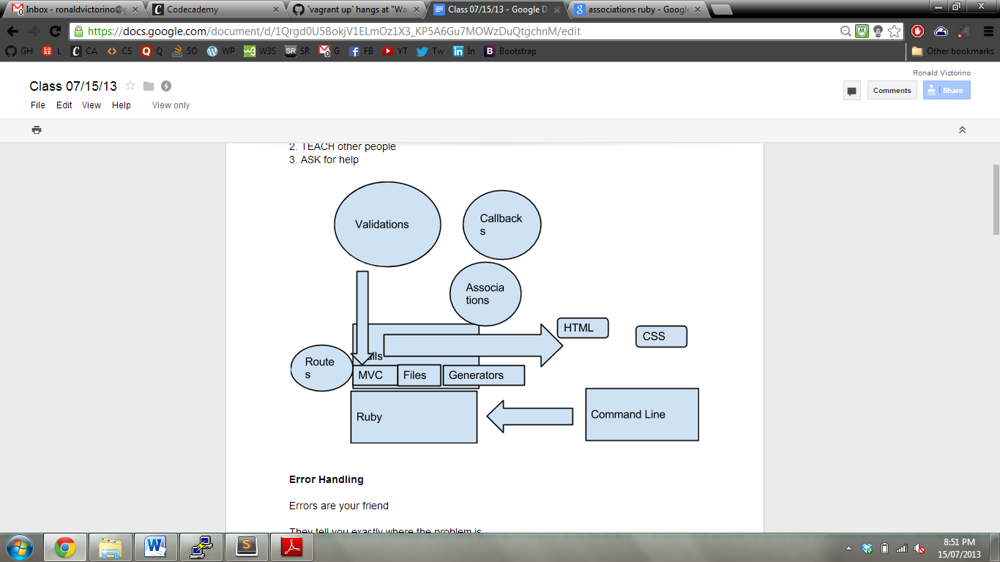 Inbox - ronaldvictorino@g
Codecademy
`vagrant up` hangs at "Wa
Class 07/15/13 - Google D
associations ruby - Google
https://docs.google.com/document/d/1Qrgd0U5BokjV1ELmOz1X3_KP5A6Gu7MOWzDuQtgchnM/edit
GH L CA CS Q SO WP W3S SR G FB YT Tw In Bootstrap Other bookmarks
Ronald Victorino
Class 07/15/13
Comments
Share
File Edit View Help View only
2. TEACH other people
3. ASK for help
Validations
Callback
s
Associa
tions
HTML
CSS
Route
s
ils
MVC
Files
Generators
Ruby
Command Line
Error Handling
Errors are your friend
They tell you exactly where the problem is
8:51 PM
15/07/2013